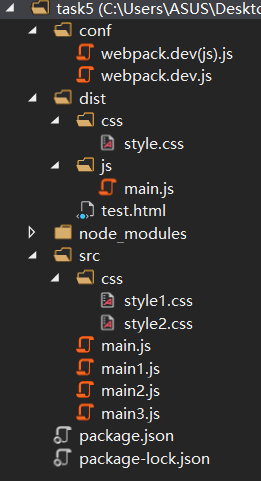 task5 (C:\Users\ASUS\Deskto
conf
webpack.dev(js).js
webpack.dev.js
dist
css
style.css
js
main.js
test.html
node_modules
src
css
style1.css
style2.css
main.js
main1.js
main2.js
main3.js
package.json
package-lock.json